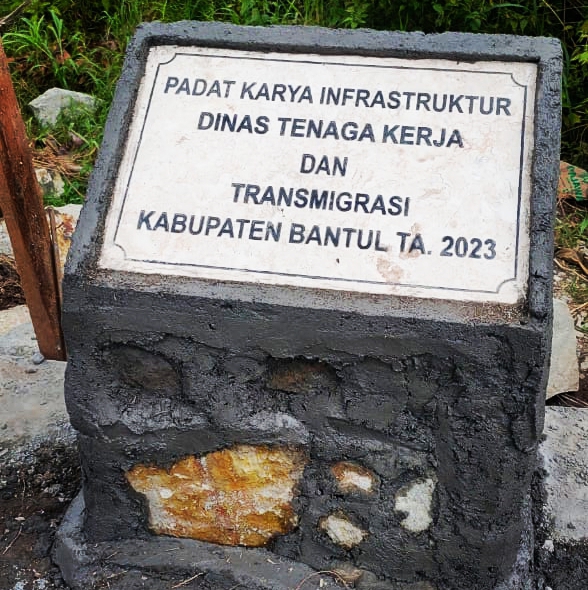 PADAT KARYA INFRASTRUKTUR
DINAS TENAGA KERJA
DAN
TRANSMIGRASI
KABUPATEN BANTUL TA. 2023